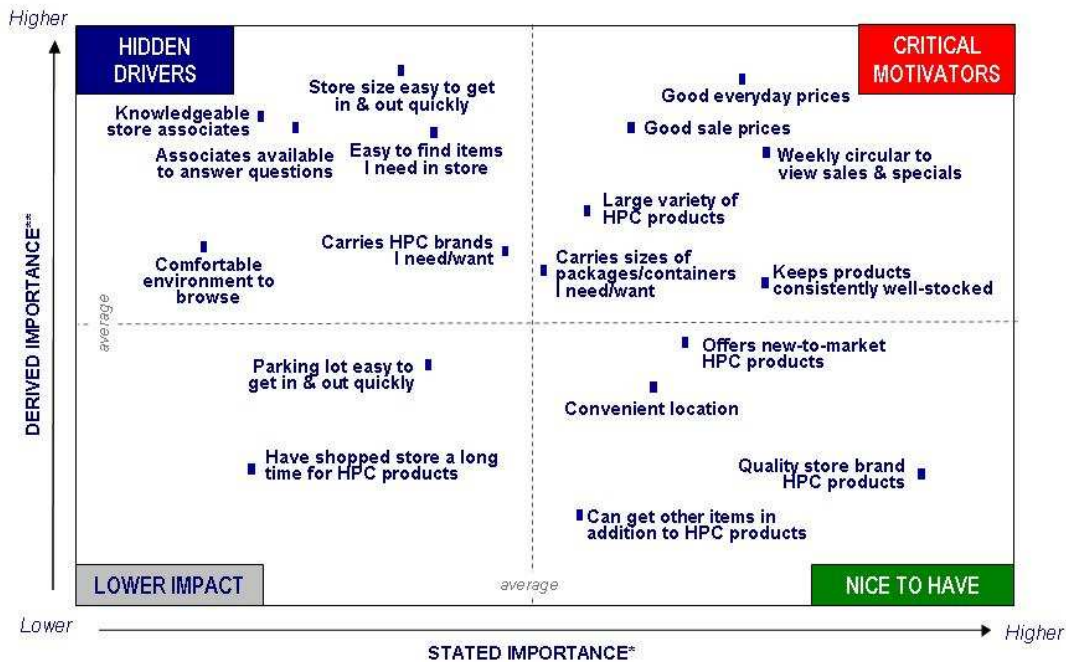 Higher
HIDDEN
DRIVERS
CRITICAL
MOTIVATORS
Store size easy to get
in & out quickly
Good everyday prices
Knowledgeable
store associates
Good sale prices
Associates available
to answer questions
Easy to find items
I need in store
Weekly circular to
view sales & specials
Large variety of
HPC products
Carries HPC brands
I need/want
Comfortable
environment to
browse
Carries sizes of
packages/containers
I need/want
Keeps products
consistently well-stocked
average
DERIVED IMPORTANCE**
Offers new-to-market
HPC products
Parking lot easy to
get in & out quickly
Convenient location
Have shopped store a long
time for HPC products
Quality store brand
HPC products
Can get other items in
addition to HPC products
LOWER IMPACT
average
NICE TO HAVE
Lower
Higher
STATED IMPORTANCE*